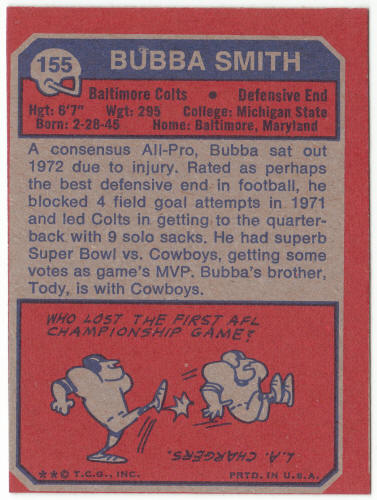 155 BUBBA SMITH
Baltimore Colts • Defensive End
Hgt: 6'7" Wgt: 295 College: Michigan State
Born: 2-28-45 Home: Baltimore, Maryland
A consensus All-Pro, Bubba sat out
1972 due to injury. Rated as perhaps
the best defensive end in football, he
blocked 4 field goal attempts in 1971
and led Colts in getting to the quarter-
back with 9 solo sacks. He had superb
Super Bowl vs. Cowboys, getting some
votes as game's MVP. Bubba's brother,
Tody, is with Cowboys.
WHO LOST THE FIRST AFL
CHAMPIONSHIP GAME?
L.A. CHARGERS.
**© T.C.G., INC. PRTD. IN U.S.A.